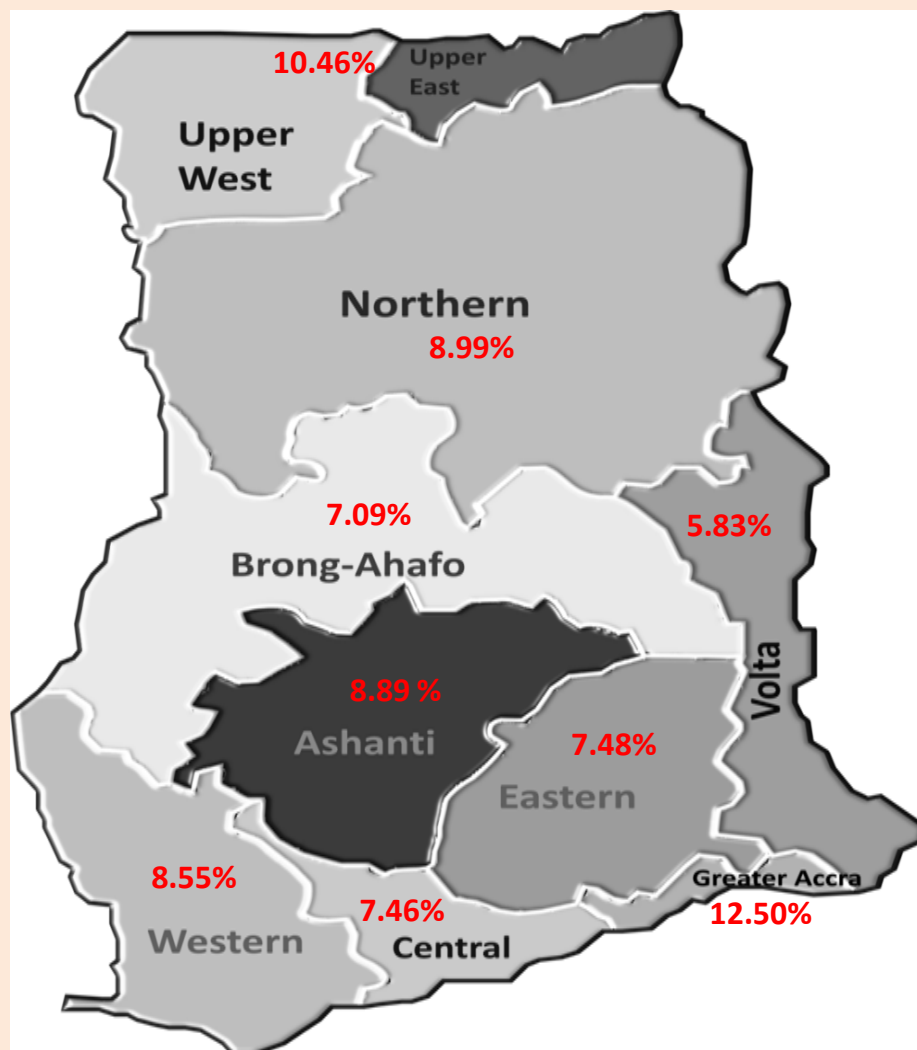 10.46%
Upper
East
Upper
West
Northern
8.99%
7.09%
5.83%
Brong-Ahafo
Volta
8.89 %
Ashanti
7.48%
Eastern
8.55%
Western
7.46%
Central
Greater Accra
12.50%